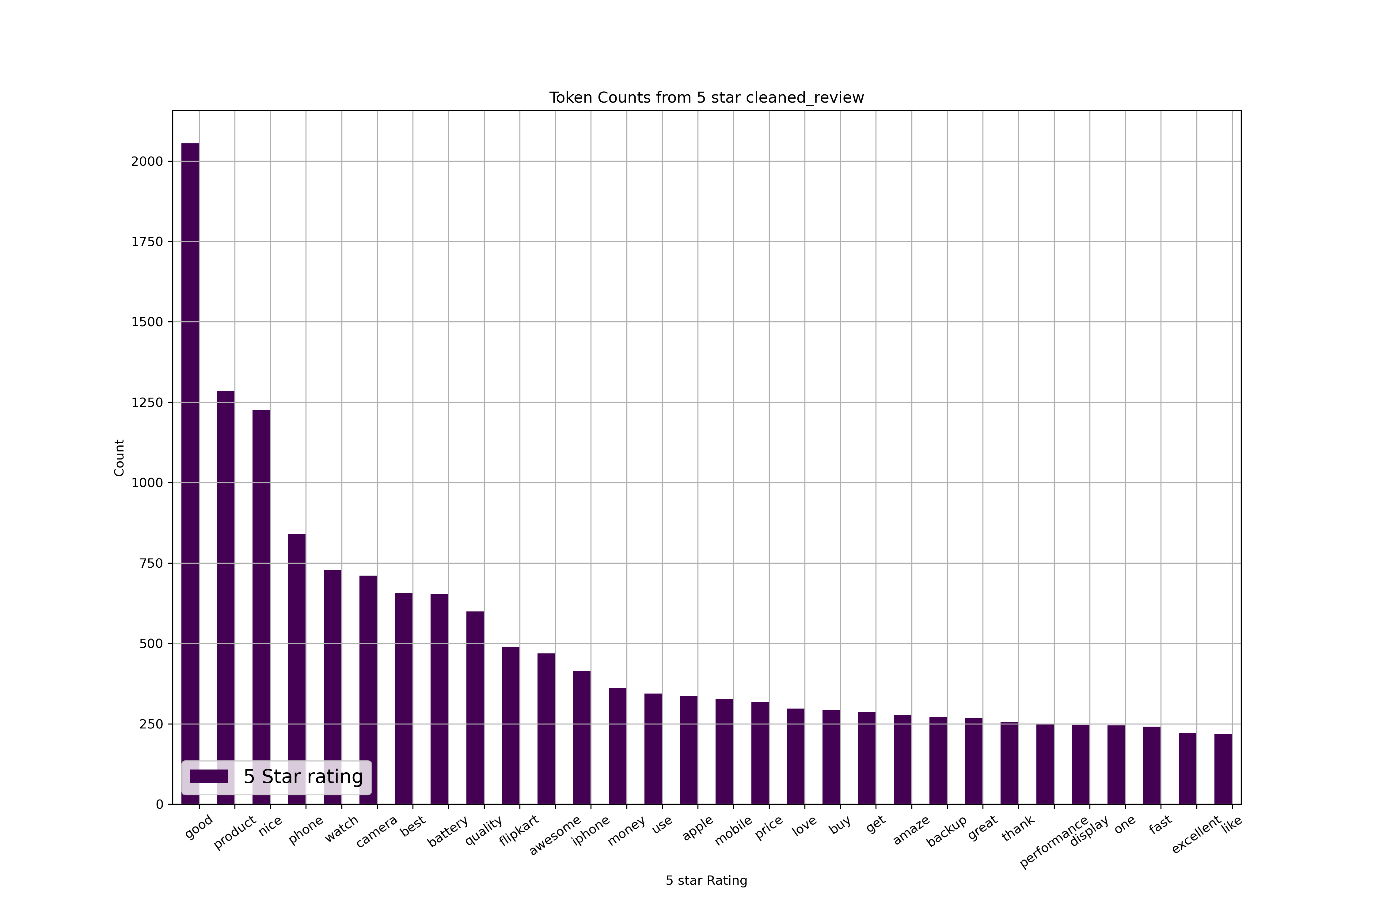 Token Counts from 5 star cleaned_review
2000
1750
1500
1250
1000
750
500
250
0
Count
5 Star rating
good product nice phone watch camera best battery quality flipkart awesome iphone money use apple mobile price love buy get amaze backup great thank performance display one fast excellent like
5 star Rating